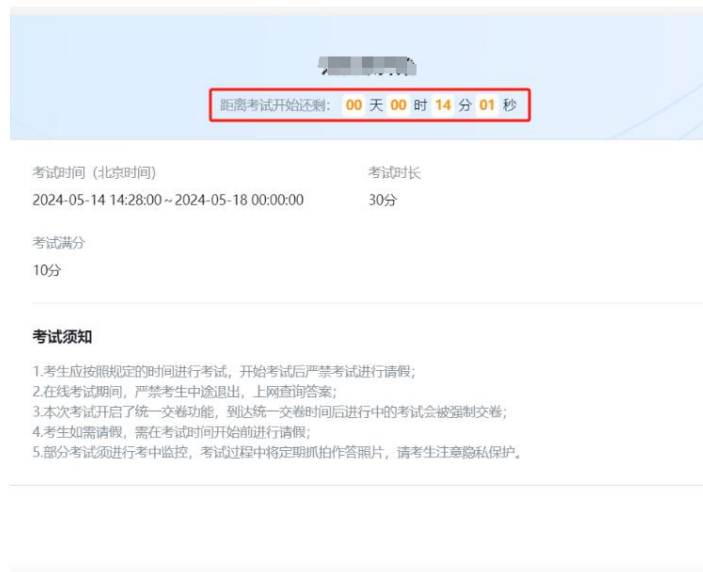 距离考试开始还剩: 00 天 00 时 14 分 01 秒
考试时间（北京时间）
考试时长
2024-05-14 14:28:00 ~ 2024-05-18 00:00:00
30分
考试满分
10分
考试须知
1.考生应按照规定的时间进行考试，开始考试后严禁考试进行请假;
2.在线考试期间，严禁考生中途退出，上网查询答案;
3.本次考试开启了统一交卷功能，到达统一交卷时间后进行中的考试会被强制交卷;
4.考生如需请假，需在考试时间开始前进行请假;
5.部分考试须进行考中监控，考试过程中将定期抓拍作答照片，请考生注意隐私保护。